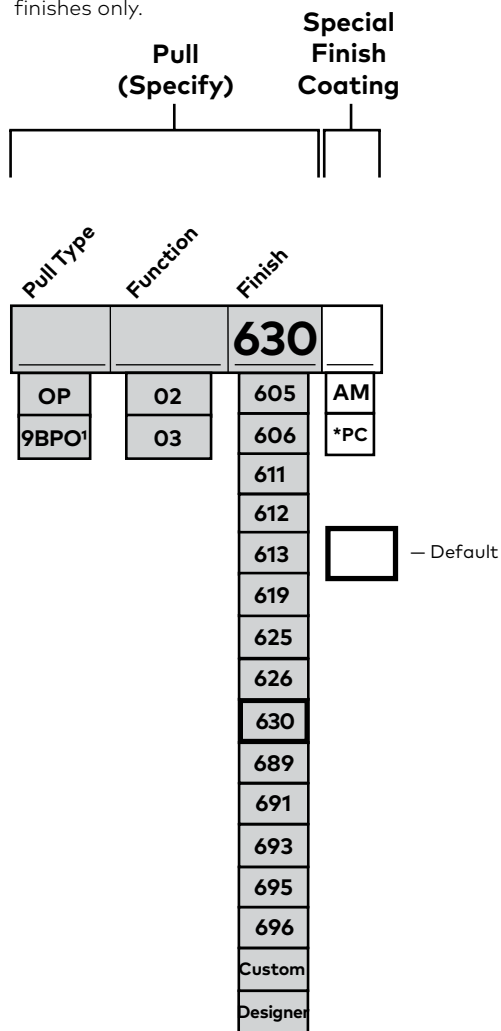 finishes only.
Pull
(Specify)
Special
Finish
Coating
Pull Type
Function
Finish
630
OP 02 605 AM
9BPO¹ 03 606 *PC
611
612
613
— Default
619
625
626
630
689
691
693
695
696
Custom
Designer